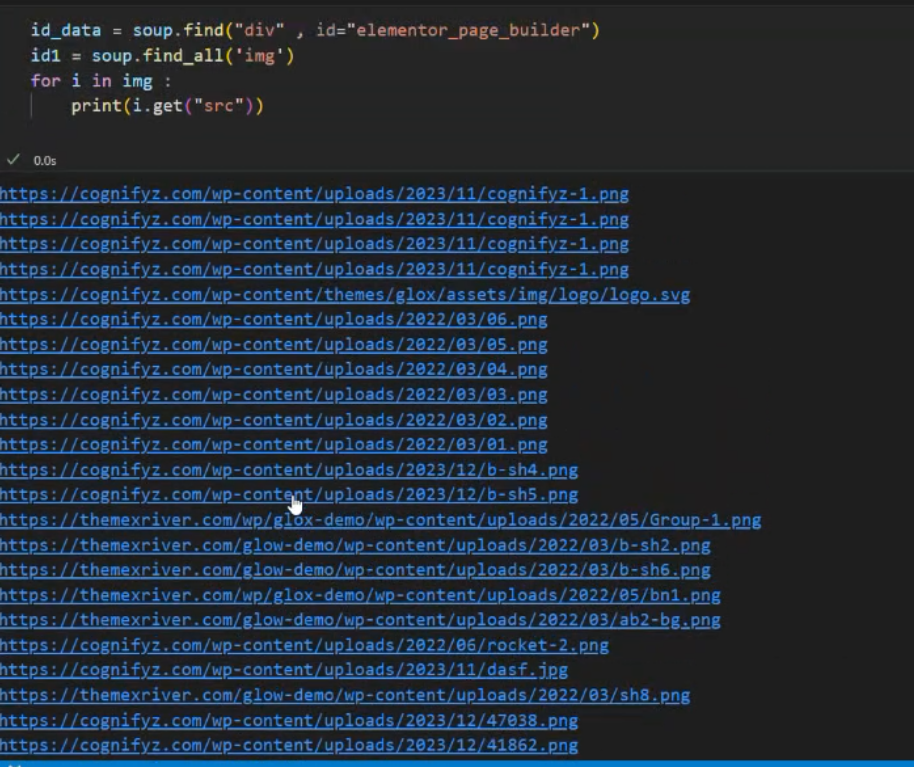 id_data = soup.find("div" , id="elementor_page_builder")
id1 = soup.find_all('img')
for i in img :
print(i.get("src"))
0.0s
https://cognifyz.com/wp-content/uploads/2023/11/cognifyz-1.png
https://cognifyz.com/wp-content/uploads/2023/11/cognifyz-1.png
https://cognifyz.com/wp-content/uploads/2023/11/cognifyz-1.png
https://cognifyz.com/wp-content/uploads/2023/11/cognifyz-1.png
https://cognifyz.com/wp-content/themes/glox/assets/img/logo/logo.svg
https://cognifyz.com/wp-content/uploads/2022/03/06.png
https://cognifyz.com/wp-content/uploads/2022/03/05.png
https://cognifyz.com/wp-content/uploads/2022/03/04.png
https://cognifyz.com/wp-content/uploads/2022/03/03.png
https://cognifyz.com/wp-content/uploads/2022/03/02.png
https://cognifyz.com/wp-content/uploads/2022/03/01.png
https://cognifyz.com/wp-content/uploads/2023/12/b-sh4.png
https://cognifyz.com/wp-content/uploads/2023/12/b-sh5.png
https://themexriver.com/wp/glox-demo/wp-content/uploads/2022/05/Group-1.png
https://themexriver.com/glow-demo/wp-content/uploads/2022/03/b-sh2.png
https://themexriver.com/glow-demo/wp-content/uploads/2022/03/b-sh6.png
https://themexriver.com/wp/glox-demo/wp-content/uploads/2022/05/bn1.png
https://themexriver.com/glow-demo/wp-content/uploads/2022/03/ab2-bg.png
https://cognifyz.com/wp-content/uploads/2022/06/rocket-2.png
https://cognifyz.com/wp-content/uploads/2023/11/dasf.jpg
https://themexriver.com/glow-demo/wp-content/uploads/2022/03/sh8.png
https://cognifyz.com/wp-content/uploads/2023/12/47038.png
https://cognifyz.com/wp-content/uploads/2023/12/41862.png